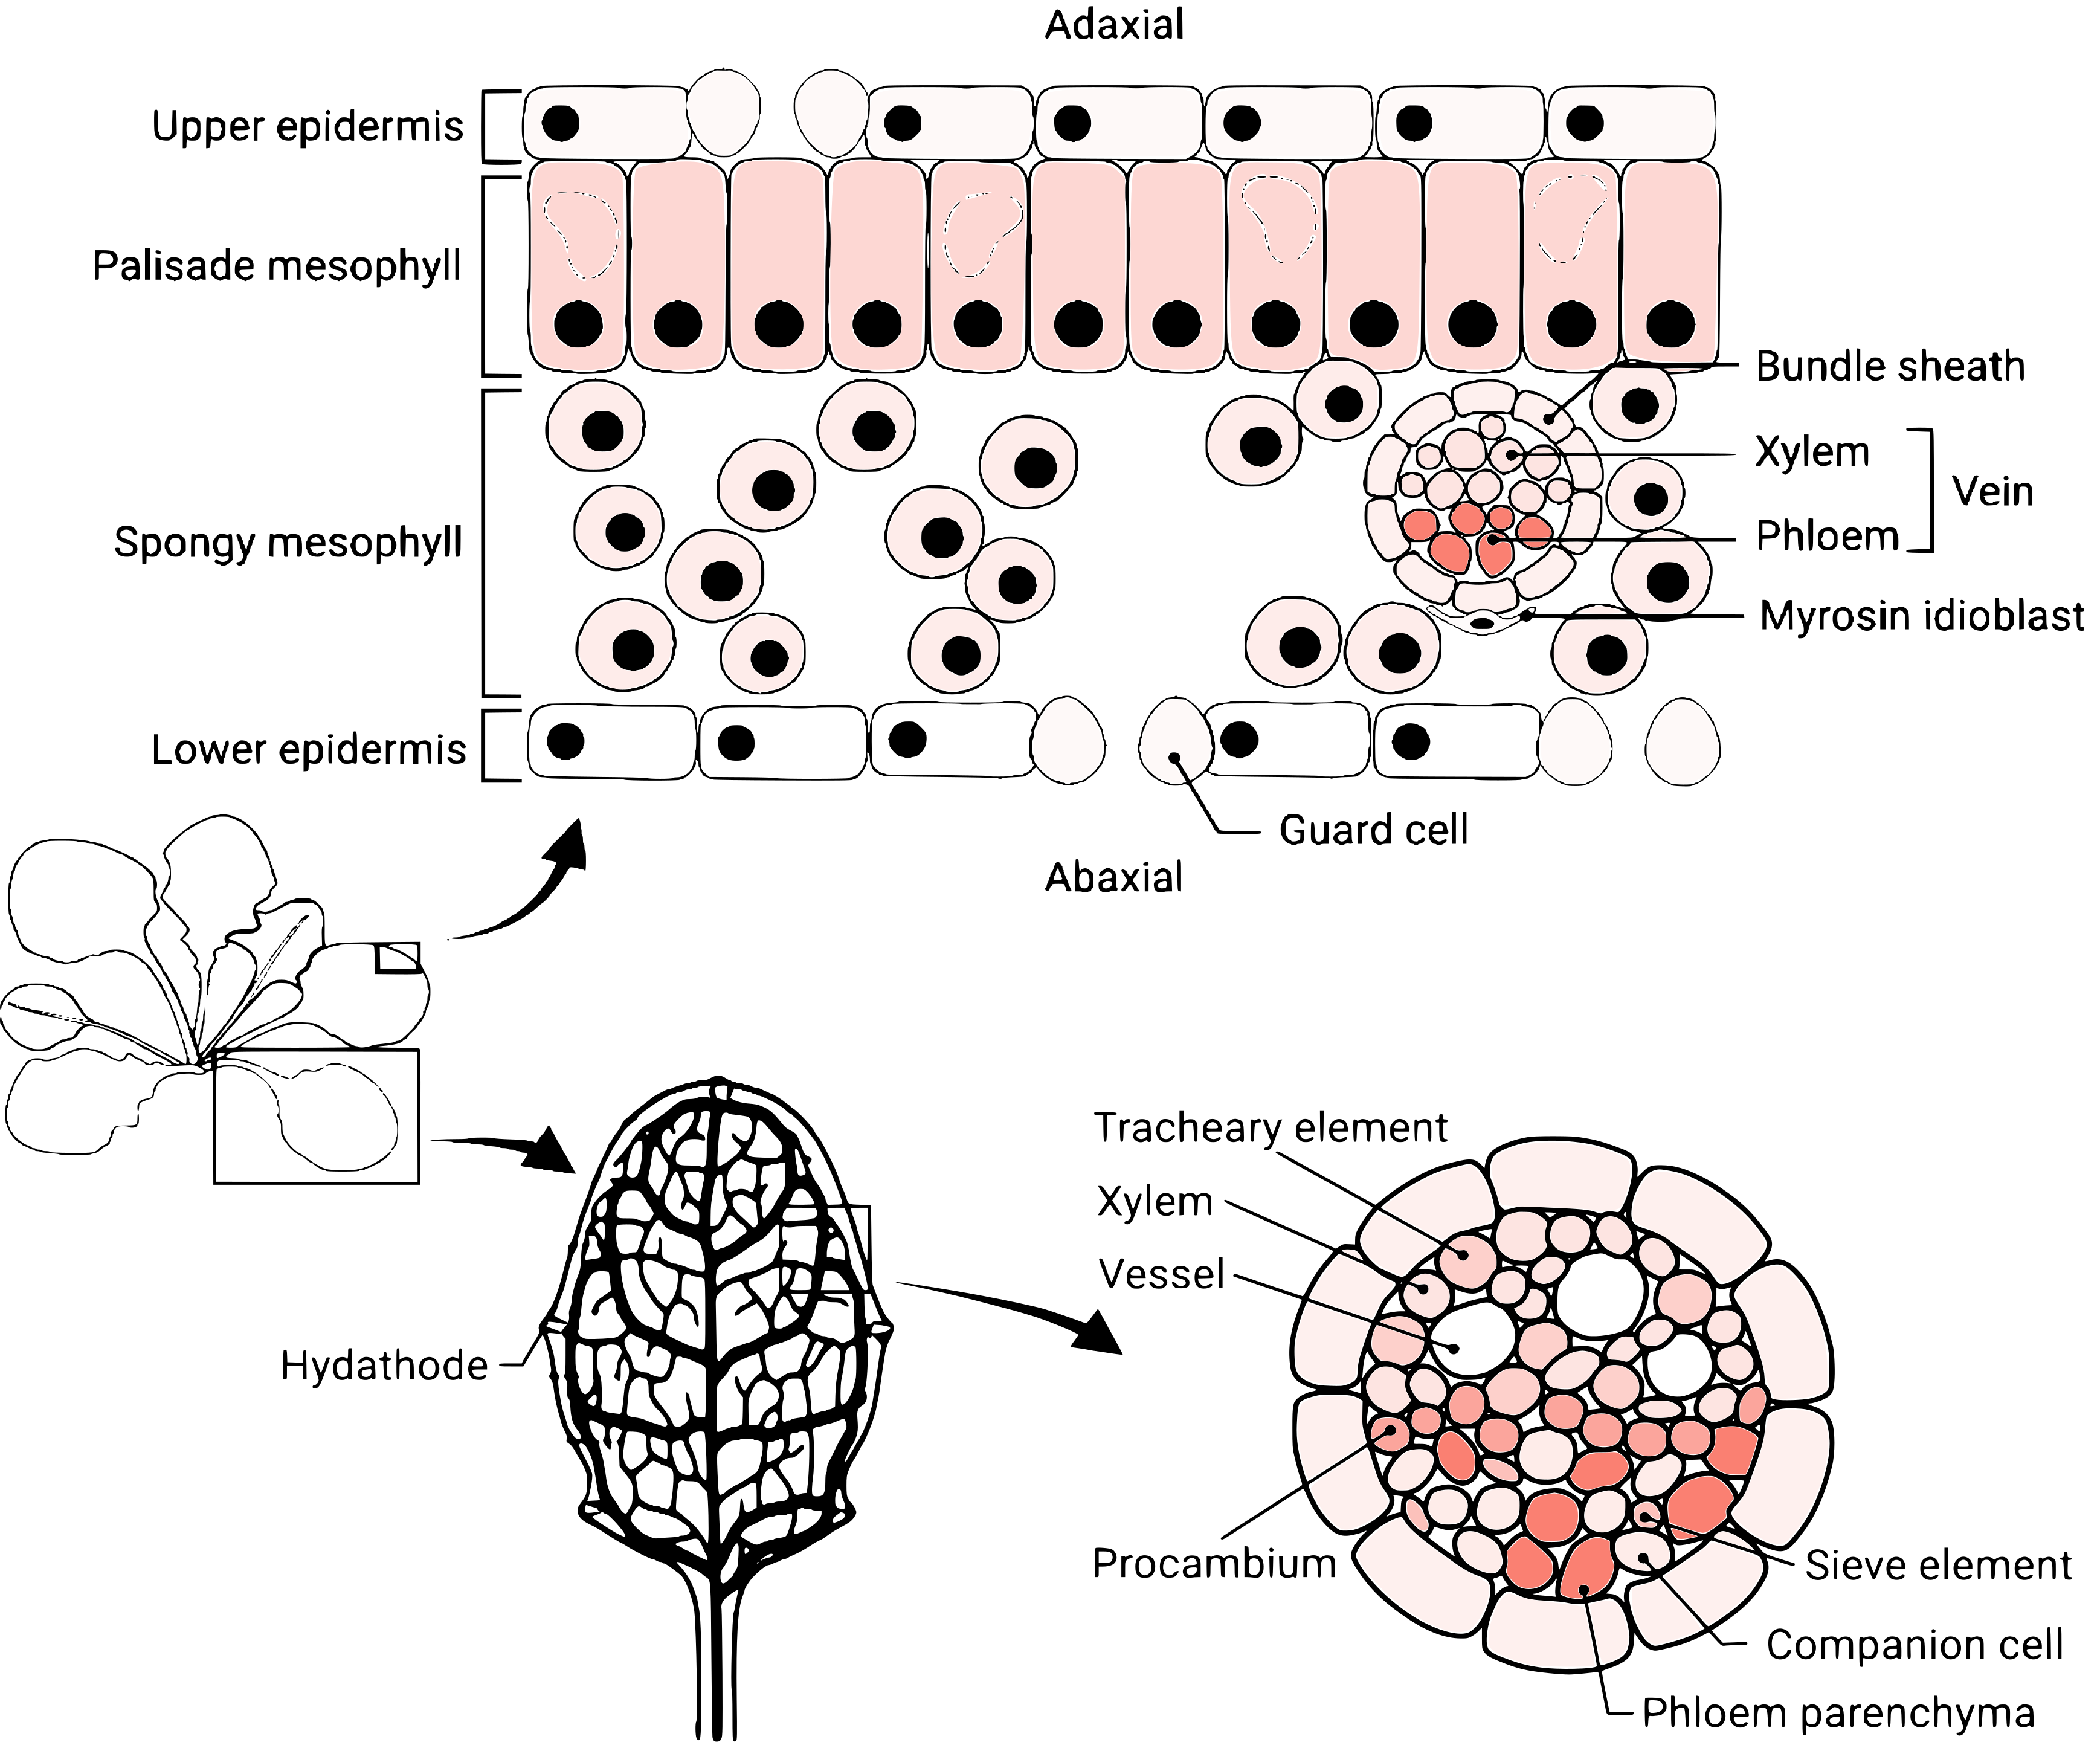 Adaxial
Upper epidermis
Palisade mesophyll
Bundle sheath
Xylem
Vein
Phloem
Spongy mesophyll
Myrosin idioblast
Lower epidermis
Guard cell
Abaxial
Tracheary element
Xylem
Vessel
Hydathode
Procambium
Sieve element
Companion cell
Phloem parenchyma